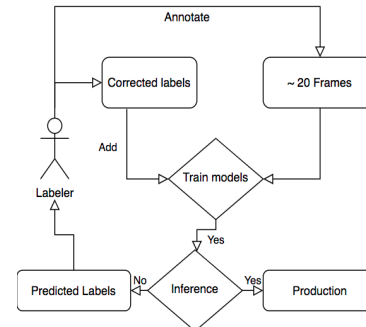 Annotate
Corrected labels
~ 20 Frames
Add
Train models
Labeler
Yes
No
Yes
Predicted Labels
Inference
Production